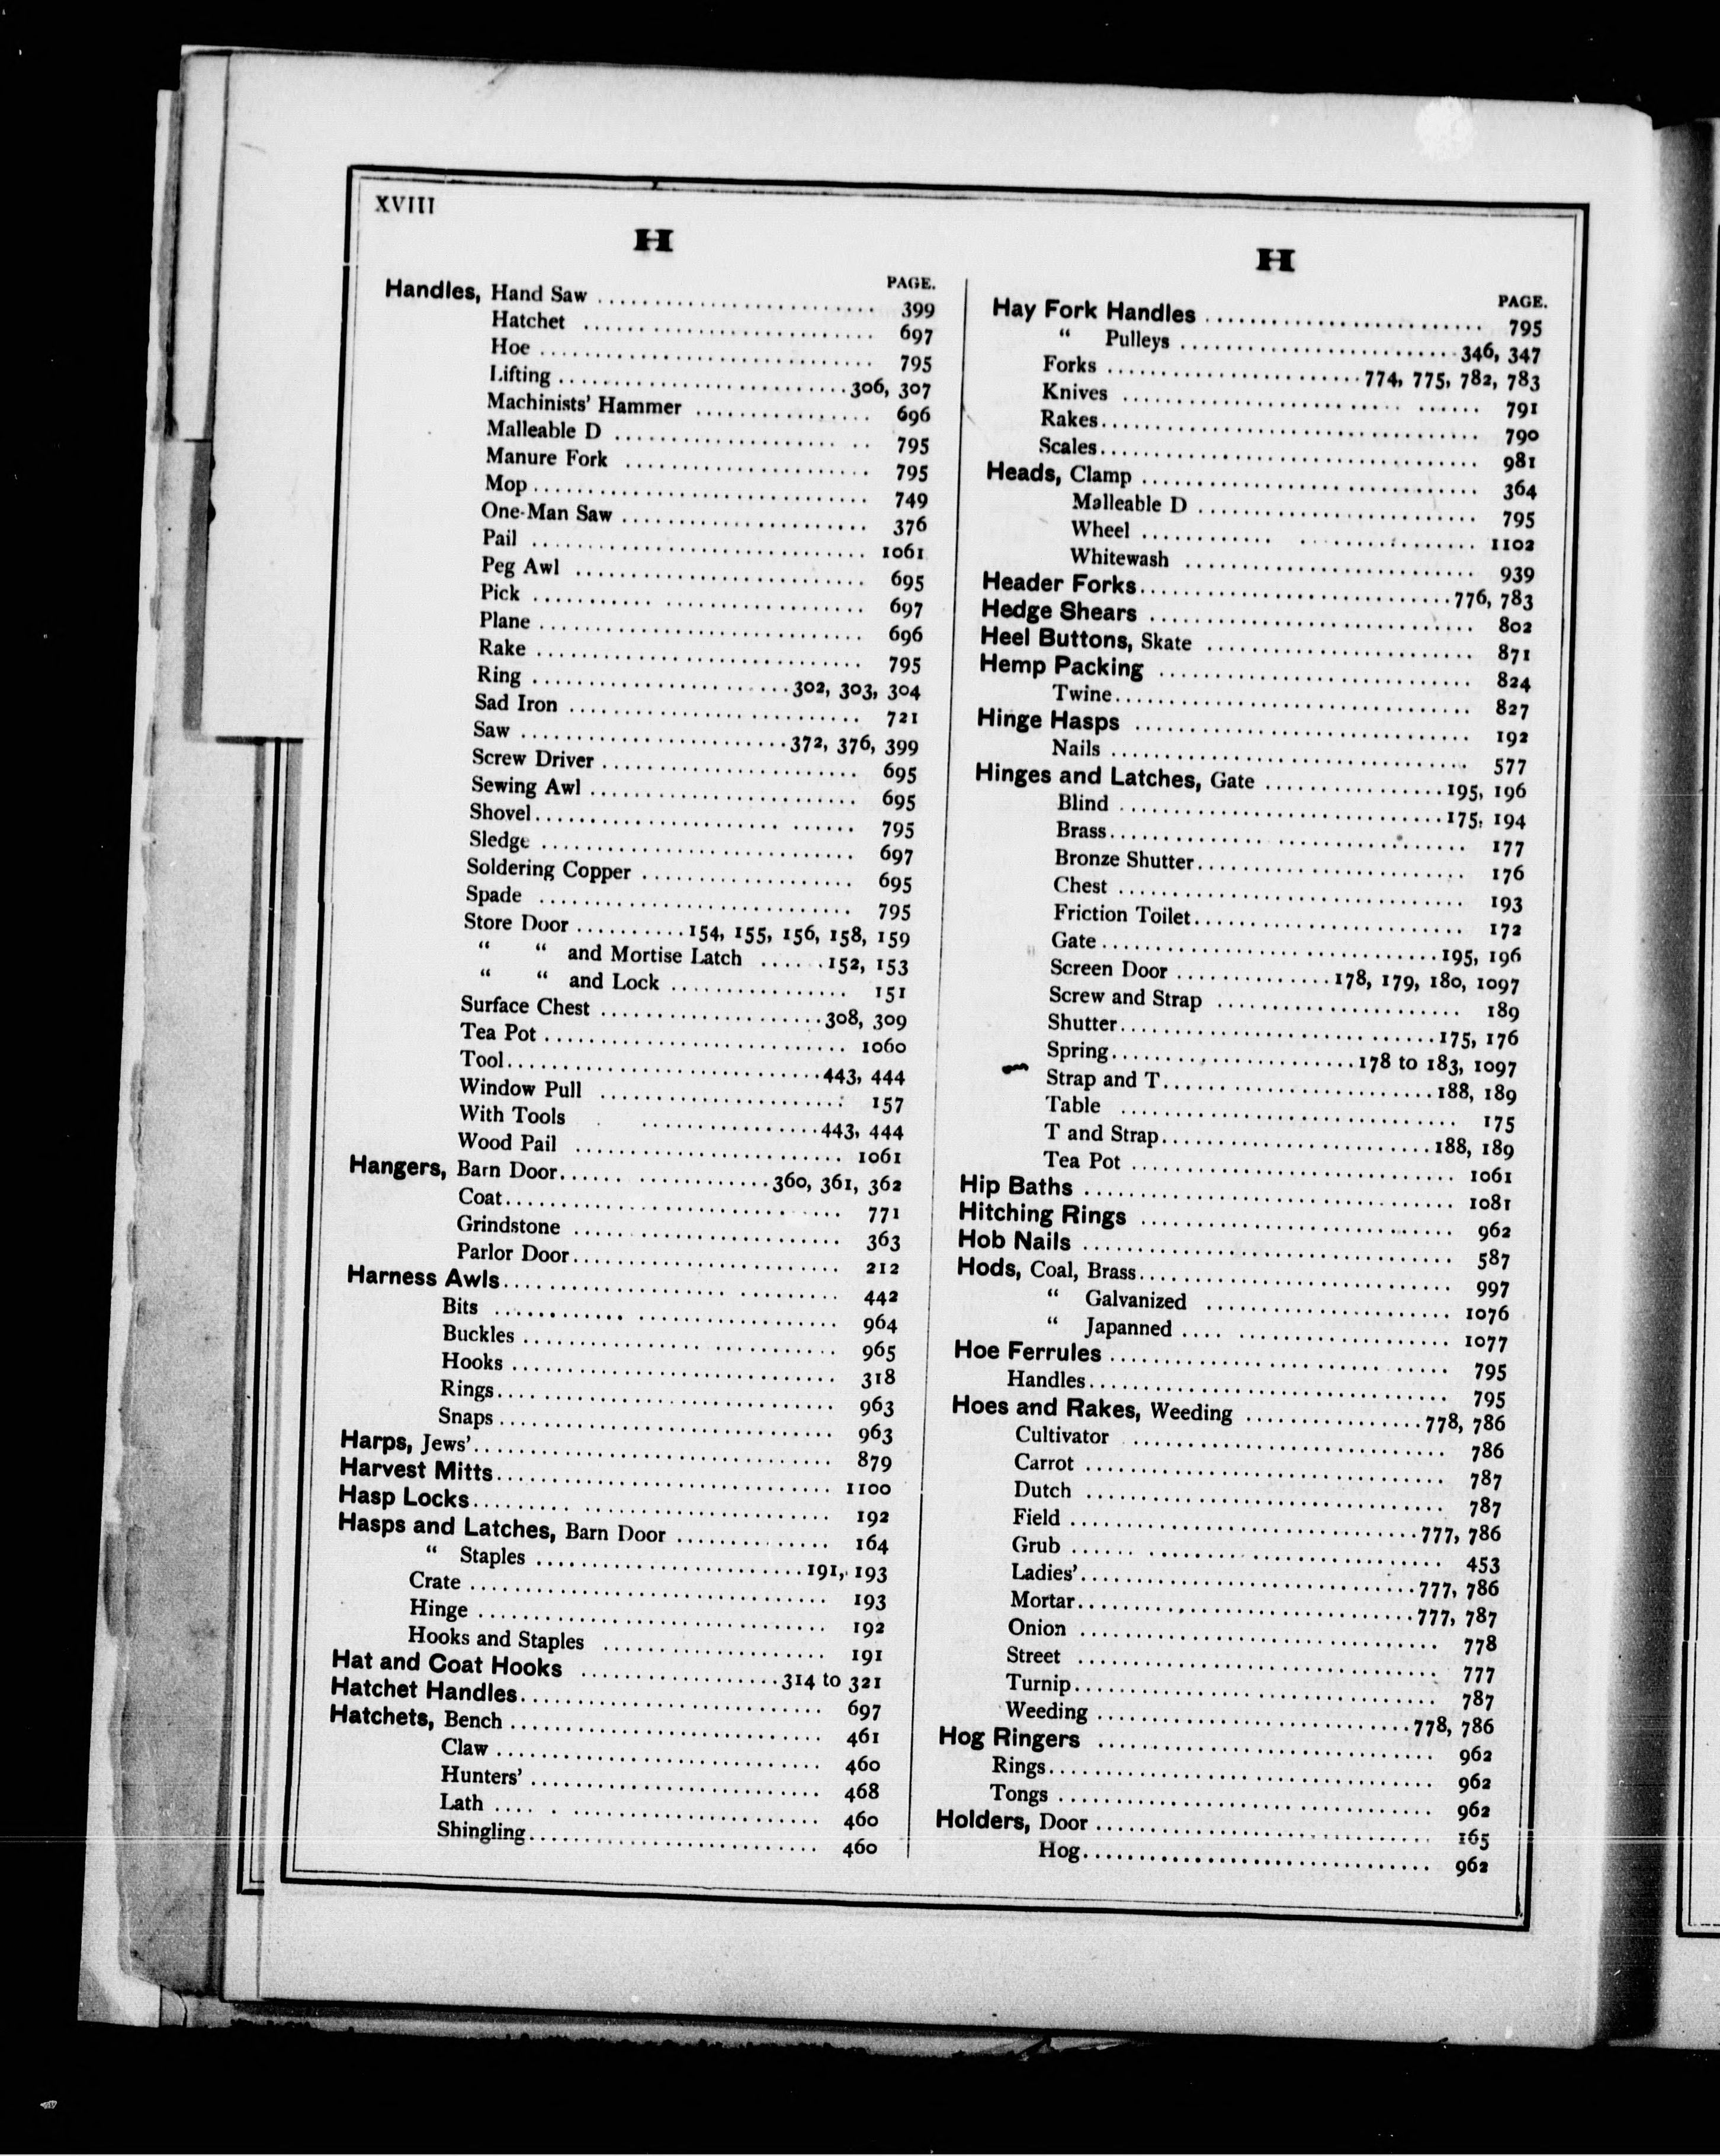 XVIII
H
PAGE.
Handles, Hand Saw ........ 399
Hatchet ........ 697
Hoe ........ 795
Lifting ........ 306, 307
Machinists' Hammer ........ 696
Malleable D ........ 795
Manure Fork ........ 795
Mop ........ 749
One-Man Saw ........ 376
Pail ........ 1061
Peg Awl ........ 695
Pick ........ 697
Plane ........ 696
Rake ........ 795
Ring ........ 302, 303, 304
Sad Iron ........ 721
Saw ........ 372, 376, 399
Screw Driver ........ 695
Sewing Awl ........ 695
Shovel ........ 795
Sledge ........ 697
Soldering Copper ........ 695
Spade ........ 795
Store Door ........ 154, 155, 156, 158, 159
" " and Mortise Latch ........ 152, 153
" " and Lock ........ 151
Surface Chest ........ 308, 309
Tea Pot ........ 1060
Tool ........ 443, 444
Window Pull ........ 157
With Tools ........ 443, 444
Wood Pail ........ 1061
Hangers, Barn Door ........ 360, 361, 362
Coat ........ 771
Grindstone ........ 363
Parlor Door ........ 212
Harness Awls ........ 442
Bits ........ 964
Buckles ........ 965
Hooks ........ 318
Rings ........ 963
Snaps ........ 963
Harps, Jews' ........ 879
Harvest Mitts ........ 1100
Hasp Locks ........ 192
Hasps and Latches, Barn Door ........ 164
" Staples ........ 191, 193
Crate ........ 193
Hinge ........ 192
Hooks and Staples ........ 191
Hat and Coat Hooks ........ 314 to 321
Hatchet Handles ........ 697
Hatchets, Bench ........ 461
Claw ........ 460
Hunters' ........ 468
Lath ........ 460
Shingling ........ 460
H
PAGE.
Hay Fork Handles ........ 795
" Pulleys ........ 346, 347
Forks ........ 774, 775, 782, 783
Knives ........ 791
Rakes ........ 790
Scales ........ 981
Heads, Clamp ........ 364
Malleable D ........ 795
Wheel ........ 1102
Whitewash ........ 939
Header Forks ........ 776, 783
Hedge Shears ........ 802
Heel Buttons, Skate ........ 871
Hemp Packing ........ 824
Twine ........ 827
Hinge Hasps ........ 192
Nails ........ 577
Hinges and Latches, Gate ........ 195, 196
Blind ........ 175, 194
Brass ........ 177
Bronze Shutter ........ 176
Chest ........ 193
Friction Toilet ........ 172
Gate ........ 195, 196
Screen Door ........ 178, 179, 180, 1097
Screw and Strap ........ 189
Shutter ........ 175, 176
Spring ........ 178 to 183, 1097
Strap and T ........ 188, 189
Table ........ 175
T and Strap ........ 188, 189
Tea Pot ........ 1061
Hip Baths ........ 1081
Hitching Rings ........ 962
Hob Nails ........ 587
Hods, Coal, Brass ........ 997
" Galvanized ........ 1076
" Japanned ........ 1077
Hoe Ferrules ........ 795
Handles ........ 795
Hoes and Rakes, Weeding ........ 778, 786
Cultivator ........ 786
Carrot ........ 787
Dutch ........ 787
Field ........ 777, 786
Grub ........ 453
Ladies' ........ 777, 786
Mortar ........ 777, 787
Onion ........ 778
Street ........ 777
Turnip ........ 787
Weeding ........ 778, 786
Hog Ringers ........ 962
Rings ........ 962
Tongs ........ 962
Holders, Door ........ 165
Hog ........ 962